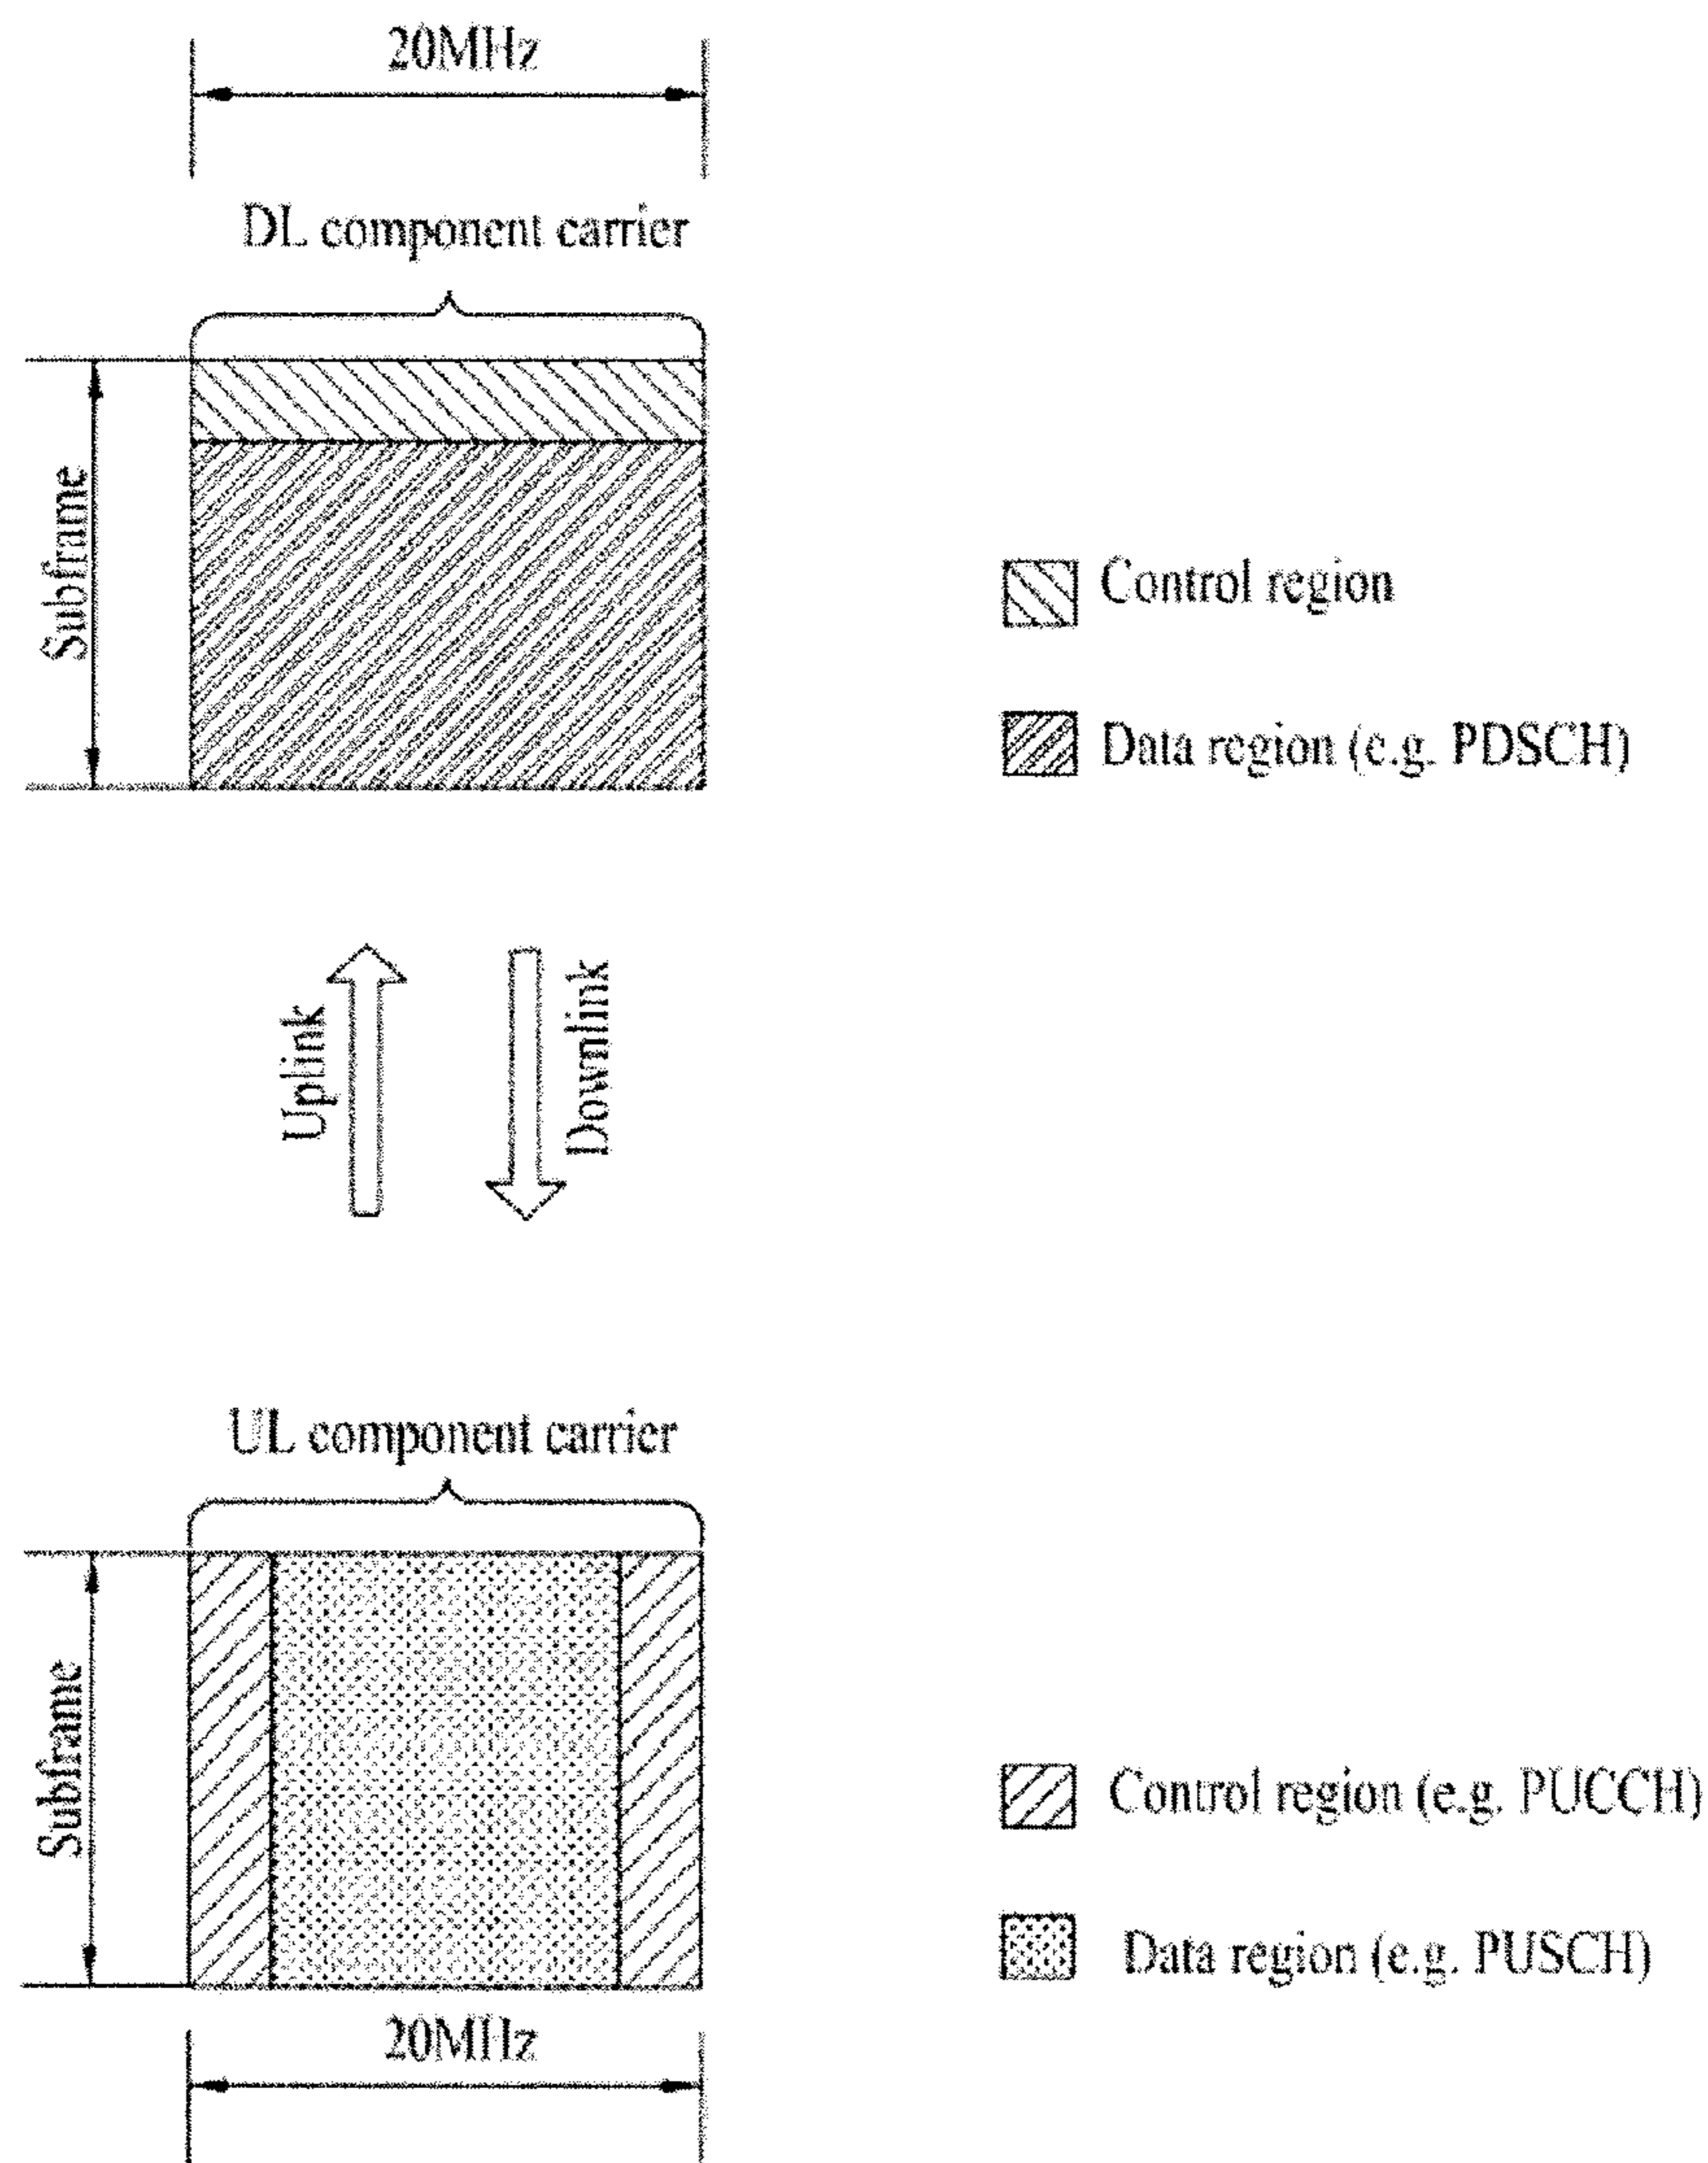 20MHz
DL component carrier
Subframe
Control region
Data region (e.g. PDSCH)
Uplink
Downlink
UL component carrier
Subframe
Control region (e.g. PUCCH)
Data region (e.g. PUSCH)
20MHz